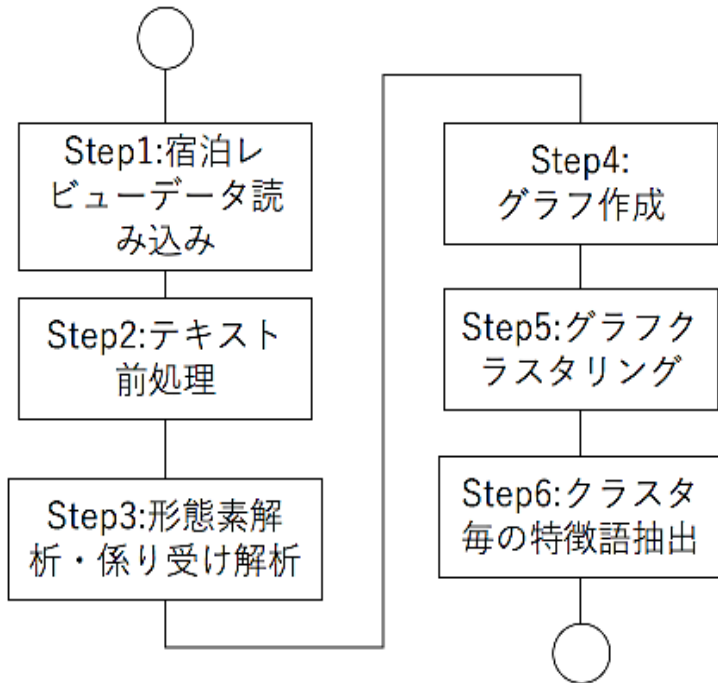 Step1:宿泊レ
ビューデータ読
み込み
Step2:テキスト
前処理
Step3:形態素解
析・係り受け解析
Step4:
グラフ作成
Step5:グラフク
ラスタリング
Step6:クラスタ
毎の特徴語抽出